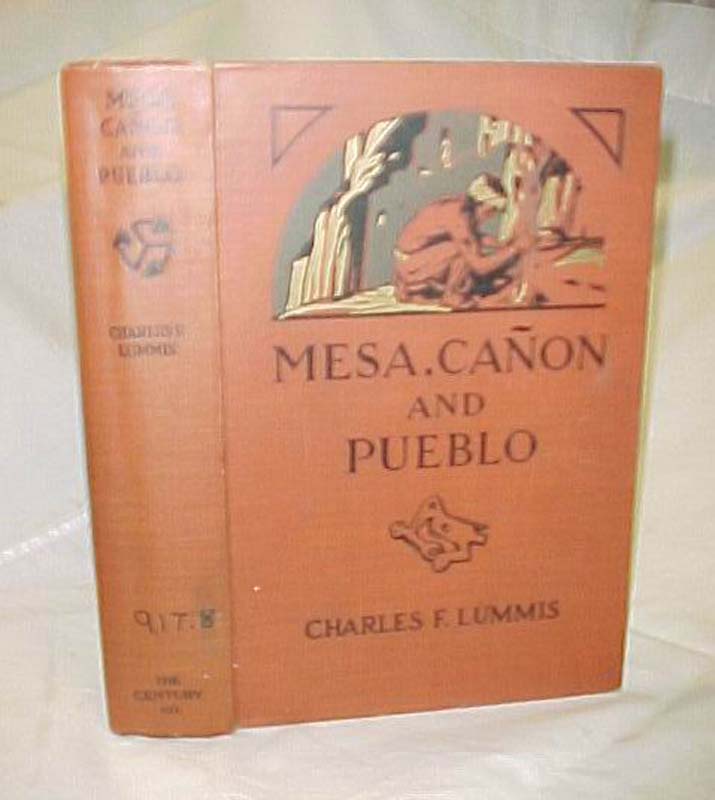 MESA
CAÑON
AND
PUEBLO
CHARLES F.
LUMMIS
917.8
THE
CENTURY
CO.
MESA, CAÑON
AND
PUEBLO
CHARLES F. LUMMIS